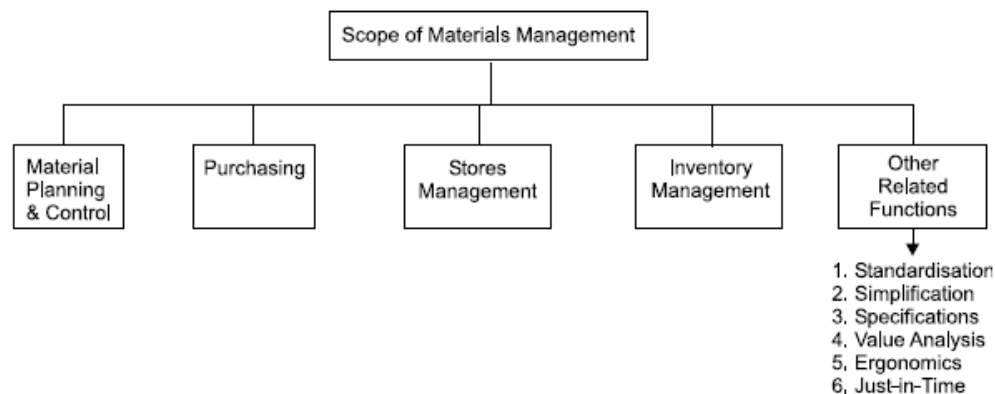 Scope of Materials Management
Material
Planning
& Control
Purchasing
Stores
Management
Inventory
Management
Other
Related
Functions
1. Standardisation
2. Simplification
3. Specifications
4. Value Analysis
5, Ergonomics
6, Just-in-Time